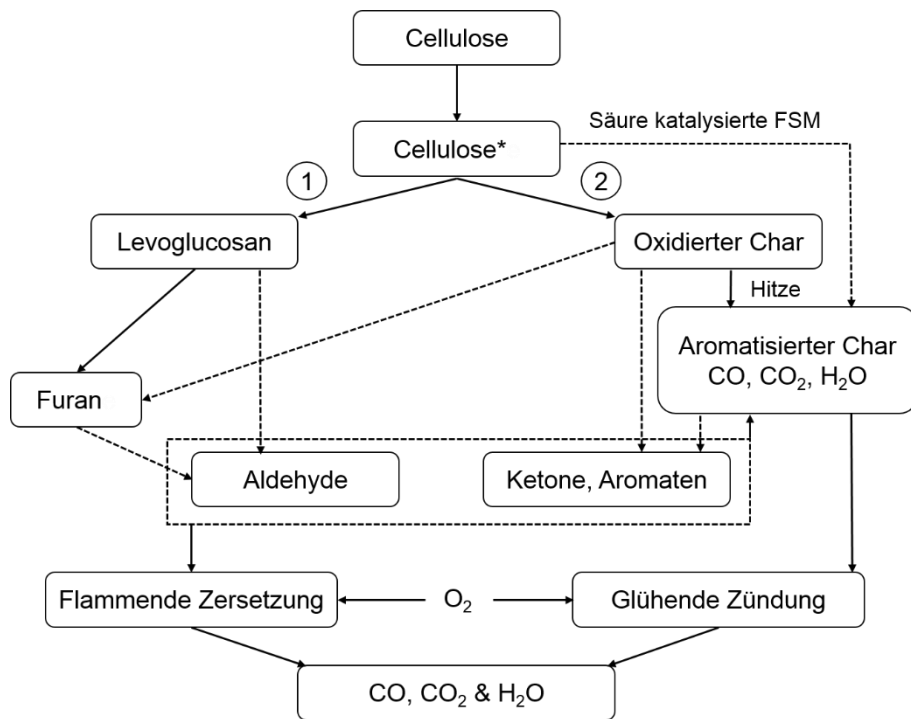 Cellulose
Säure katalysierte FSM
Cellulose*
1
2
Levoglucosan
Oxidierter Char
Hitze
Aromatisierter Char
CO, CO₂, H₂O
Furan
Aldehyde
Ketone, Aromaten
Flammende Zersetzung
O₂
Glühende Zündung
CO, CO₂ & H₂O